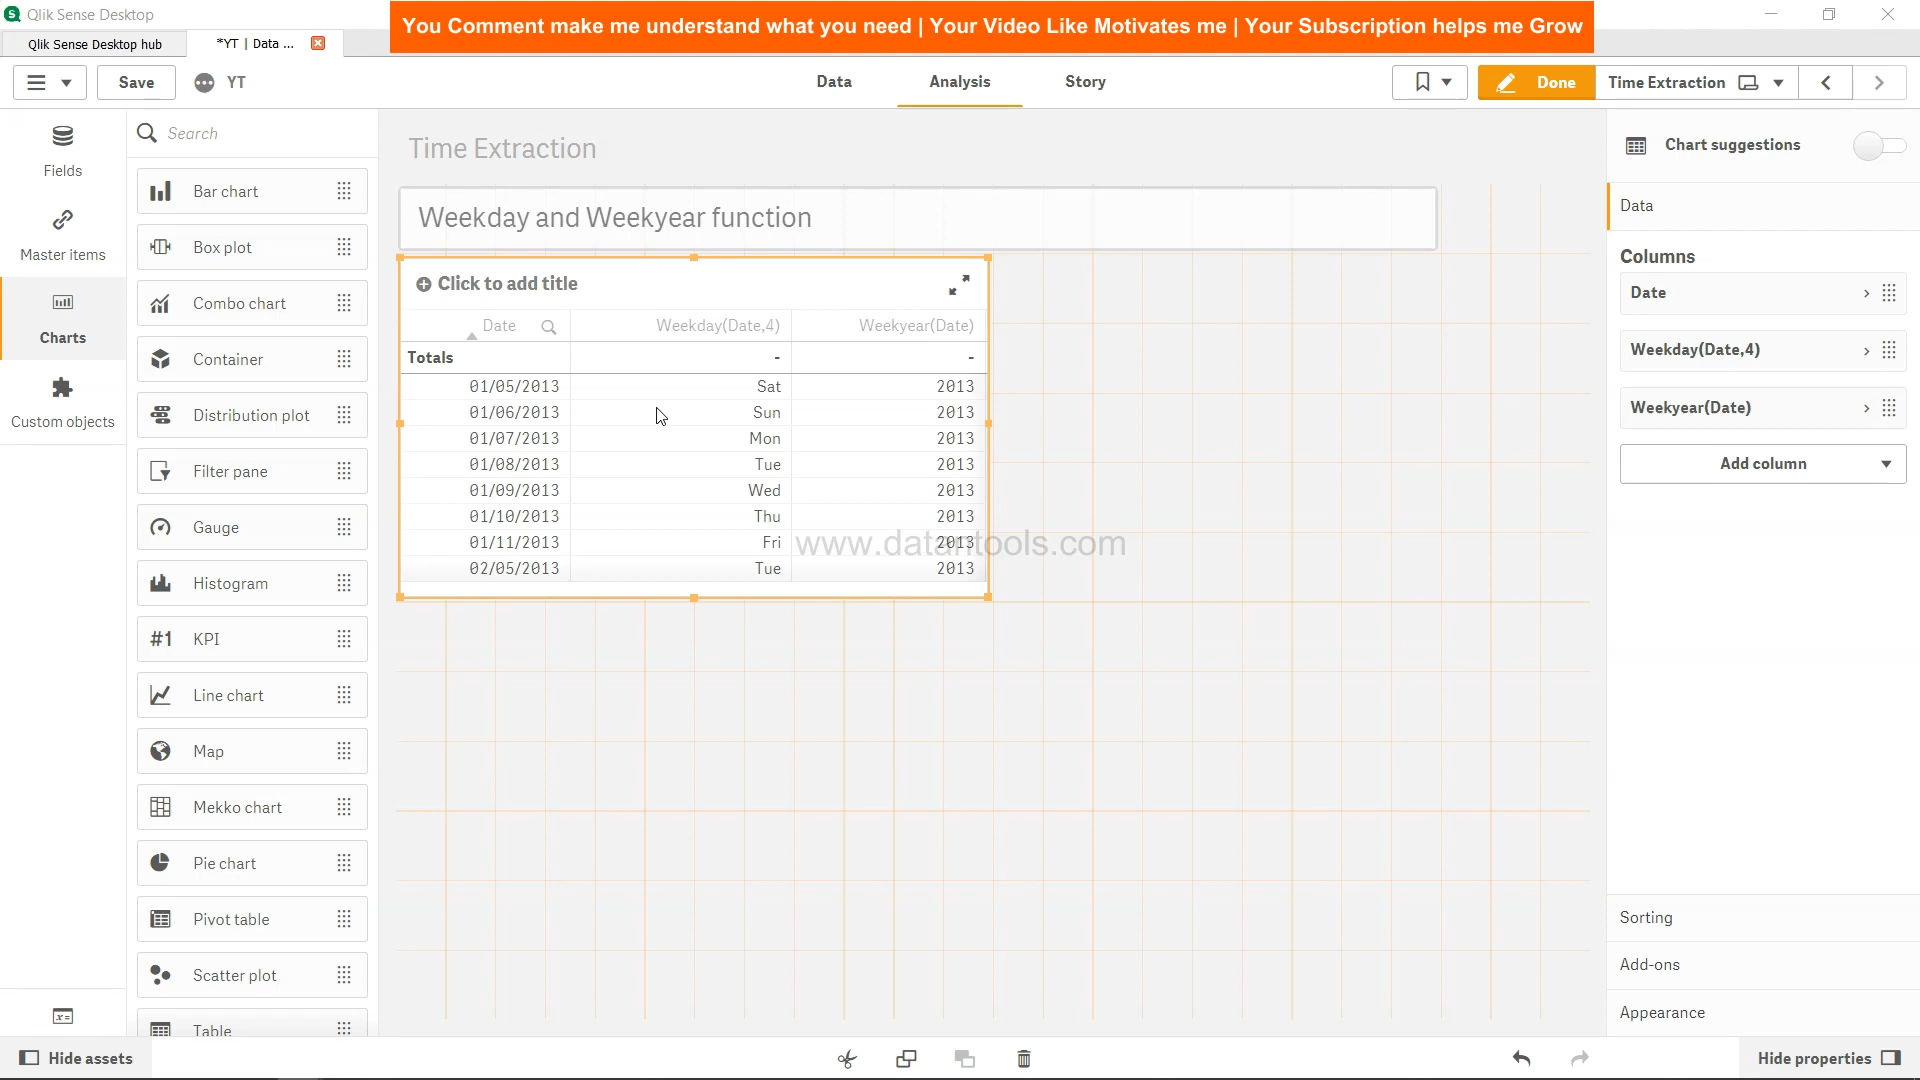 Qlik Sense Desktop
You Comment make me understand what you need | Your Video Like Motivates me | Your Subscription helps me Grow
Qlik Sense Desktop hub
*YT | Data ...
Save
YT
Data
Analysis
Story
Done
Time Extraction
Fields
Master items
Charts
Custom objects
Search
Bar chart
Box plot
Combo chart
Container
Distribution plot
Filter pane
Gauge
Histogram
#1 KPI
Line chart
Map
Mekko chart
Pie chart
Pivot table
Scatter plot
Table
Time Extraction
Weekday and Weekyear function
Click to add title
Date Weekday(Date,4) Weekyear(Date)
Totals - -
01/05/2013 Sat 2013
01/06/2013 Sun 2013
01/07/2013 Mon 2013
01/08/2013 Tue 2013
01/09/2013 Wed 2013
01/10/2013 Thu 2013
01/11/2013 Fri 2013
02/05/2013 Tue 2013
www.datantools.com
Chart suggestions
Data
Columns
Date
Weekday(Date,4)
Weekyear(Date)
Add column
Sorting
Add-ons
Appearance
Hide assets
Hide properties